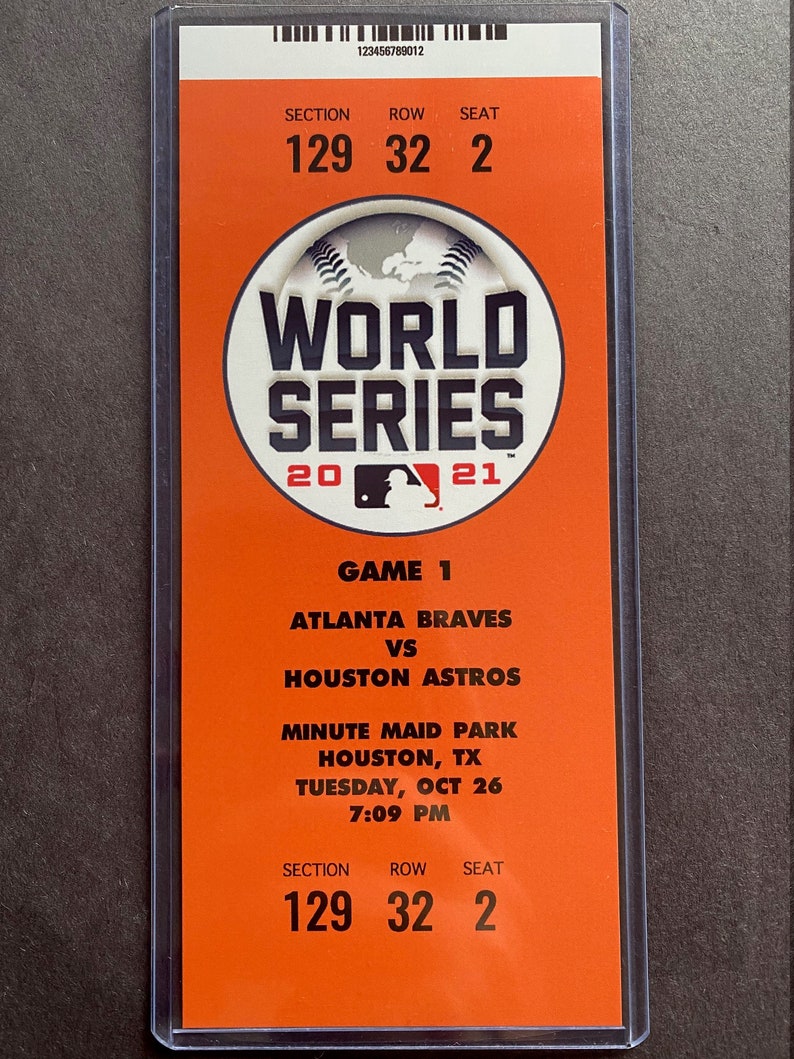 123456789012
SECTION ROW SEAT
129 32 2
WORLD
SERIES
™
20 21
®
GAME 1
ATLANTA BRAVES
VS
HOUSTON ASTROS
MINUTE MAID PARK
HOUSTON, TX
TUESDAY, OCT 26
7:09 PM
SECTION ROW SEAT
129 32 2